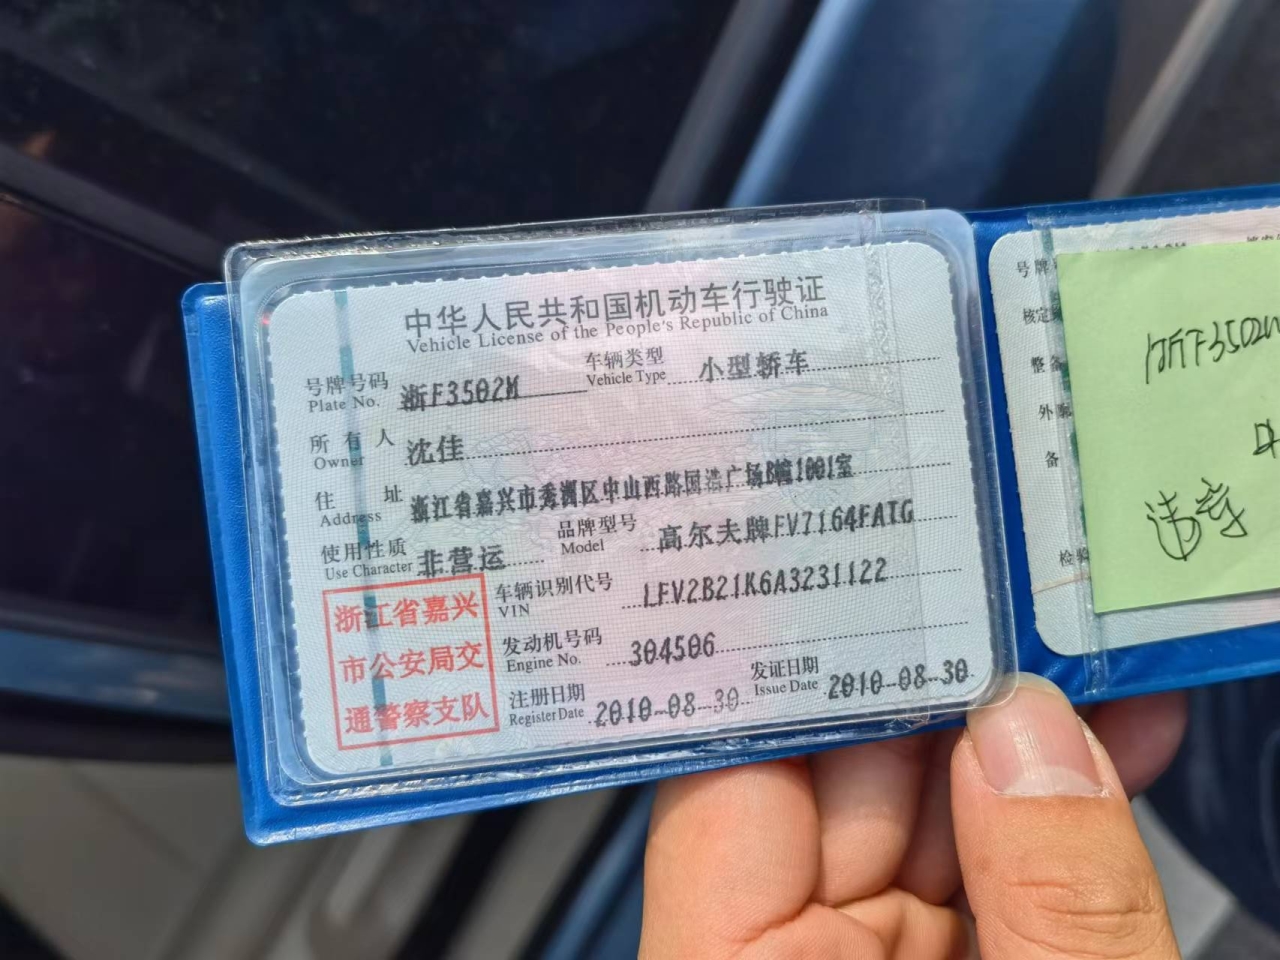 中华人民共和国机动车行驶证
Vehicle License of the People's Republic of China
号牌号码 浙F3502M 车辆类型 小型轿车
Plate No. Vehicle Type
所有人 沈佳
Owner
住址 浙江省嘉兴市秀洲区中山西路国浩广场B幢1001室
Address
使用性质 非营运 品牌型号 高尔夫牌FV7164FATG
Use Character Model
浙江省嘉兴
市公安局交
通警察支队
车辆识别代号 LFV2B21K6A3231122
VIN
发动机号码 304506
Engine No.
注册日期 2010-08-30 发证日期 2010-08-30
Register Date Issue Date
号牌
核定
整备
外廓
备
检验
浙F3502
违章